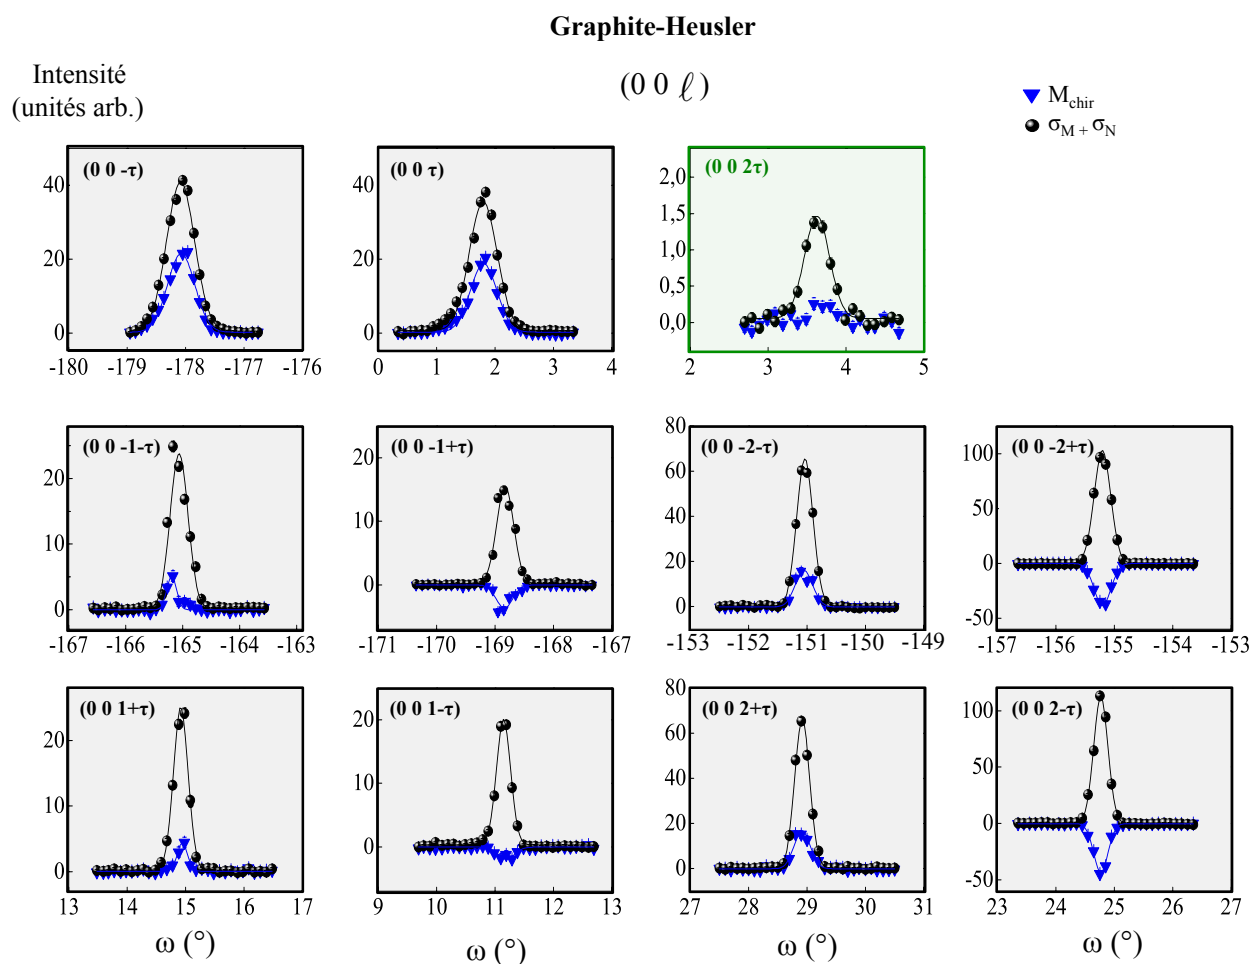 Graphite-Heusler
Intensité
(unités arb.)
(0 0 ℓ)
M_chir
σ_M + σ_N
(0 0 -τ)
40
20
0
-180 -179 -178 -177 -176
(0 0 τ)
40
20
0
0 1 2 3 4
(0 0 2τ)
2,0
1,5
1,0
0,5
0,0
2 3 4 5
(0 0 -1-τ)
20
10
0
-167 -166 -165 -164 -163
(0 0 -1+τ)
20
10
0
-171 -170 -169 -168 -167
(0 0 -2-τ)
80
60
40
20
0
-153 -152 -151 -150 -149
(0 0 -2+τ)
100
50
0
-50
-157 -156 -155 -154 -153
(0 0 1+τ)
20
10
0
13 14 15 16 17
ω (°)
(0 0 1-τ)
20
10
0
9 10 11 12 13
ω (°)
(0 0 2+τ)
80
60
40
20
0
27 28 29 30 31
ω (°)
(0 0 2-τ)
100
50
0
-50
23 24 25 26 27
ω (°)